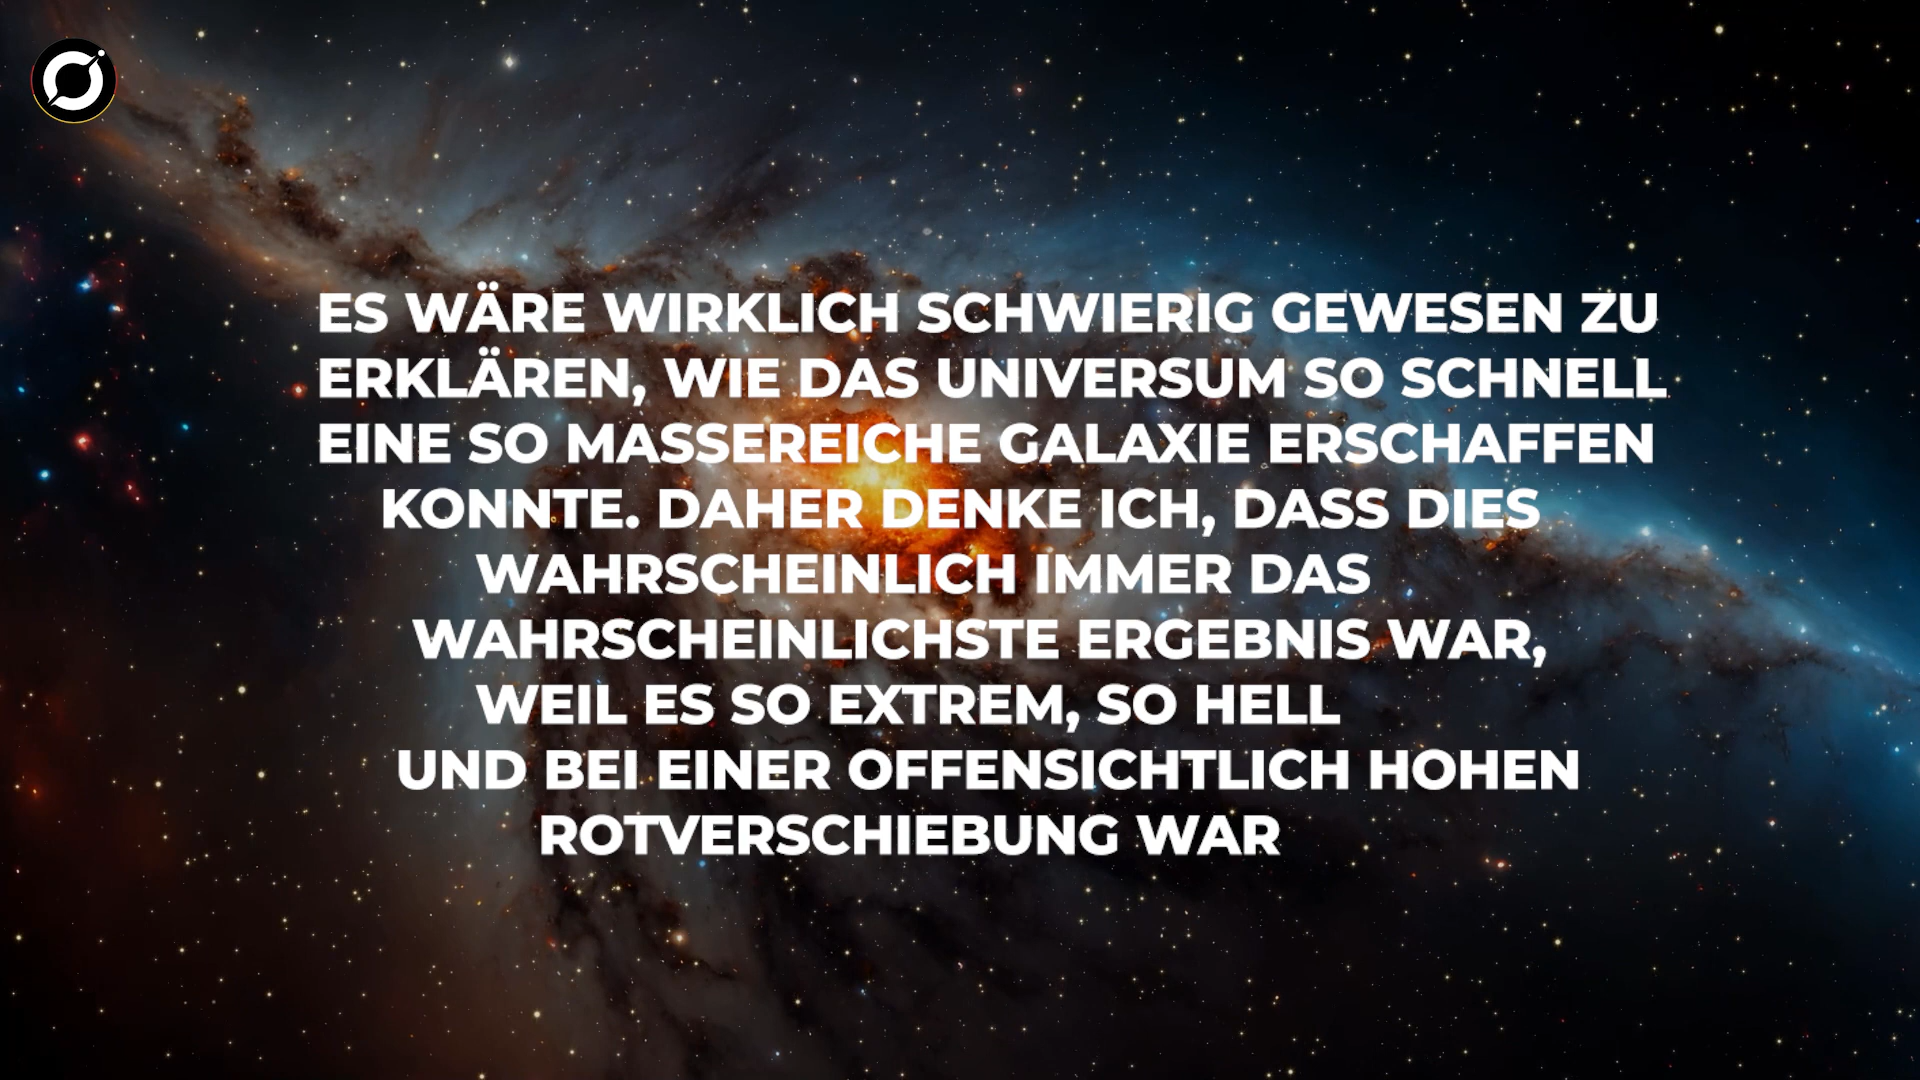 ES WÄRE WIRKLICH SCHWIERIG GEWESEN ZU
ERKLÄREN, WIE DAS UNIVERSUM SO SCHNELL
EINE SO MASSEREICHE GALAXIE ERSCHAFFEN
KONNTE. DAHER DENKE ICH, DASS DIES
WAHRSCHEINLICH IMMER DAS
WAHRSCHEINLICHSTE ERGEBNIS WAR,
WEIL ES SO EXTREM, SO HELL
UND BEI EINER OFFENSICHTLICH HOHEN
ROTVERSCHIEBUNG WAR